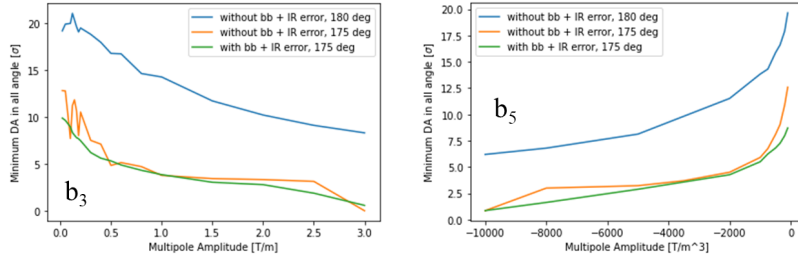 without bb + IR error, 180 deg
without bb + IR error, 175 deg
with bb + IR error, 175 deg
Minimum DA in all angle [σ]
20
15
10
5
0
b3
0.0 0.5 1.0 1.5 2.0 2.5 3.0
Multipole Amplitude [T/m]
without bb + IR error, 180 deg
without bb + IR error, 175 deg
with bb + IR error, 175 deg
Minimum DA in all angle [σ]
20.0
17.5
15.0
12.5
10.0
7.5
5.0
2.5
0.0
b5
−10000 −8000 −6000 −4000 −2000 0
Multipole Amplitude [T/m^3]